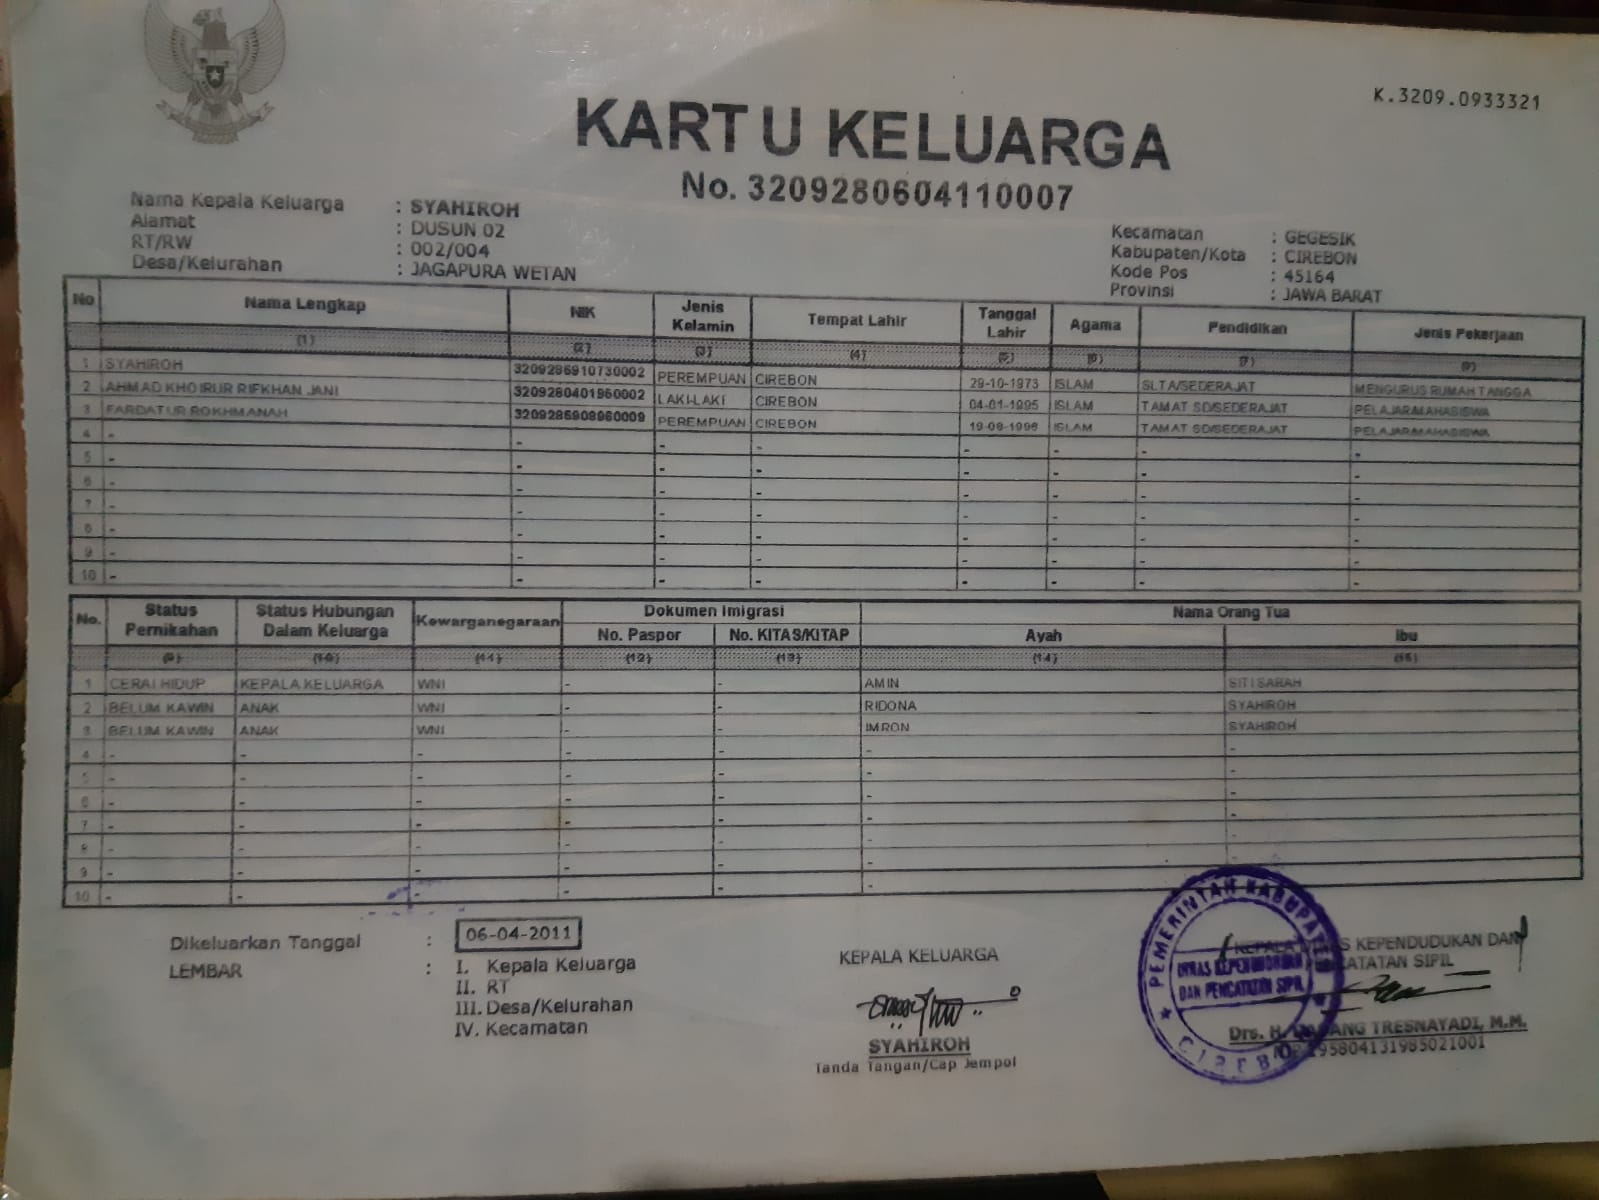 K.3209.0933321
KARTU KELUARGA
No. 3209280604110007
Nama Kepala Keluarga : SYAHIROH
Alamat : DUSUN 02
RT/RW : 002/004
Desa/Kelurahan : JAGAPURA WETAN
Kecamatan : GEGESIK
Kabupaten/Kota : CIREBON
Kode Pos : 45164
Provinsi : JAWA BARAT
No Nama Lengkap NIK Jenis Kelamin Tempat Lahir Tanggal Lahir Agama Pendidikan Jenis Pekerjaan
(1) (2) (3) (4) (5) (6) (7) (8)
1 SYAHIROH 3209286910730002 PEREMPUAN CIREBON 29-10-1973 ISLAM SLTA/SEDERAJAT MENGURUS RUMAH TANGGA
2 AHMAD KHOIRUR RIFKHAN JANI 3209280401950002 LAKI-LAKI CIREBON 04-01-1995 ISLAM TAMAT SD/SEDERAJAT PELAJAR/MAHASISWA
3 FARDATUR ROKHMANAH 3209285908960009 PEREMPUAN CIREBON 19-08-1996 ISLAM TAMAT SD/SEDERAJAT PELAJAR/MAHASISWA
4 - - - - - - - -
5 - - - - - - - -
6 - - - - - - - -
7 - - - - - - - -
8 - - - - - - - -
9 - - - - - - - -
10 - - - - - - - -
No. Status Pernikahan Status Hubungan Dalam Keluarga Kewarganegaraan Dokumen Imigrasi Nama Orang Tua
No. Paspor No. KITAS/KITAP Ayah Ibu
(9) (10) (11) (12) (13) (14) (15)
1 CERAI HIDUP KEPALA KELUARGA WNI - - AMIN SITI SARAH
2 BELUM KAWIN ANAK WNI - - RIDONA SYAHIROH
3 BELUM KAWIN ANAK WNI - - IMRON SYAHIROH
4 - - - - - - -
5 - - - - - - -
6 - - - - - - -
7 - - - - - - -
8 - - - - - - -
9 - - - - - - -
10 - - - - - -
Dikeluarkan Tanggal : 06-04-2011
LEMBAR : I. Kepala Keluarga
II. RT
III. Desa/Kelurahan
IV. Kecamatan
KEPALA KELUARGA
SYAHIROH
Tanda Tangan/Cap Jempol
KEPALA DINAS KEPENDUDUKAN DAN
PENCATATAN SIPIL
Drs. H. TRESNAYADI, M.M.
195804131985021001
PEMERINTAH KABUPATEN
DINAS KEPENDUDUKAN
DAN PENCATATAN SIPIL
CIREBON